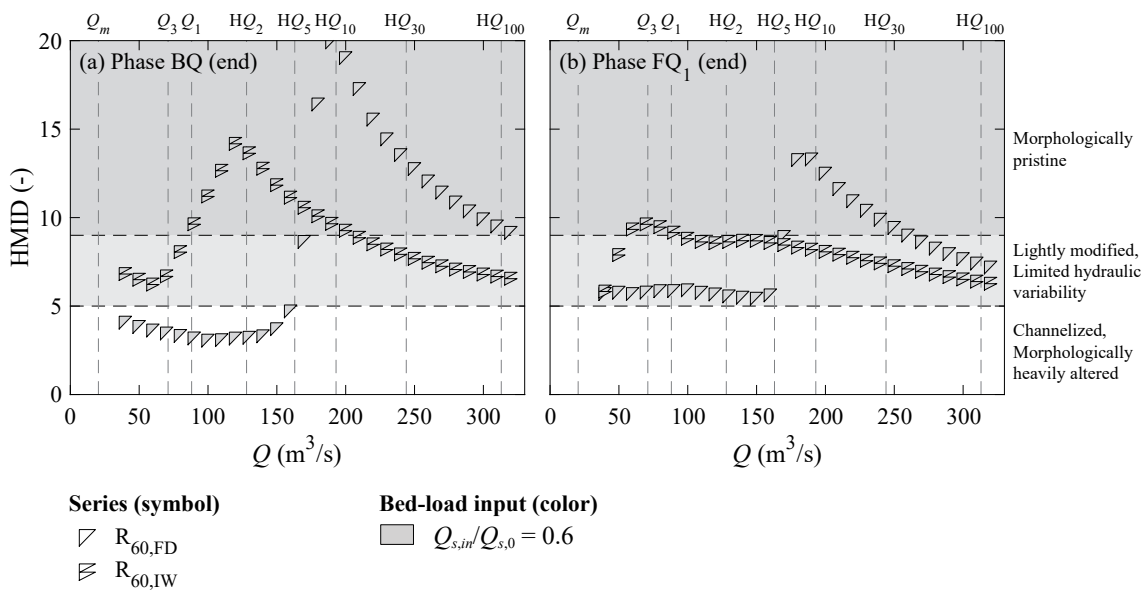 Qm Q3 Q1 HQ2 HQ5 HQ10 HQ30 HQ100
Qm Q3 Q1 HQ2 HQ5 HQ10 HQ30 HQ100
20
15
10
5
0
HMID (-)
(a) Phase BQ (end)
(b) Phase FQ1 (end)
Morphologically
pristine
Lightly modified,
Limited hydraulic
variability
Channelized,
Morphologically
heavily altered
0 50 100 150 200 250 300
0 50 100 150 200 250 300
Q (m3/s)
Q (m3/s)
Series (symbol)
R60,FD
R60,IW
Bed-load input (color)
Qs,in/Qs,0 = 0.6